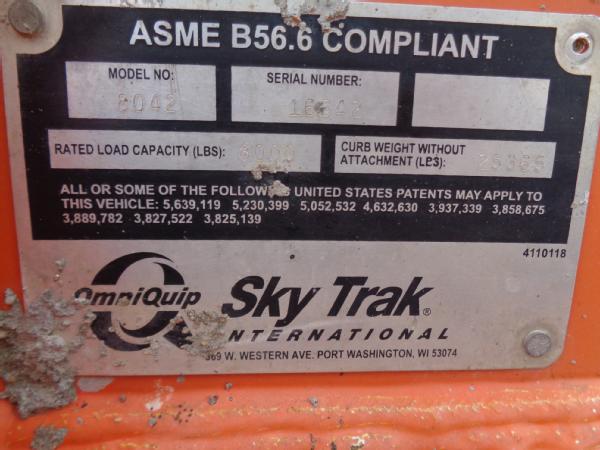 ASME B56.6 COMPLIANT
MODEL NO: SERIAL NUMBER:
8042
RATED LOAD CAPACITY (LBS): 8000
CURB WEIGHT WITHOUT
ATTACHMENT (LBS):
ALL OR SOME OF THE FOLLOWING UNITED STATES PATENTS MAY APPLY TO
THIS VEHICLE: 5,639,119 5,230,399 5,052,532 4,632,630 3,937,339 3,858,675
3,889,782 3,827,522 3,825,139
4110118
OmniQuip
Sky Trak®
INTERNATIONAL
W. WESTERN AVE. PORT WASHINGTON, WI 53074